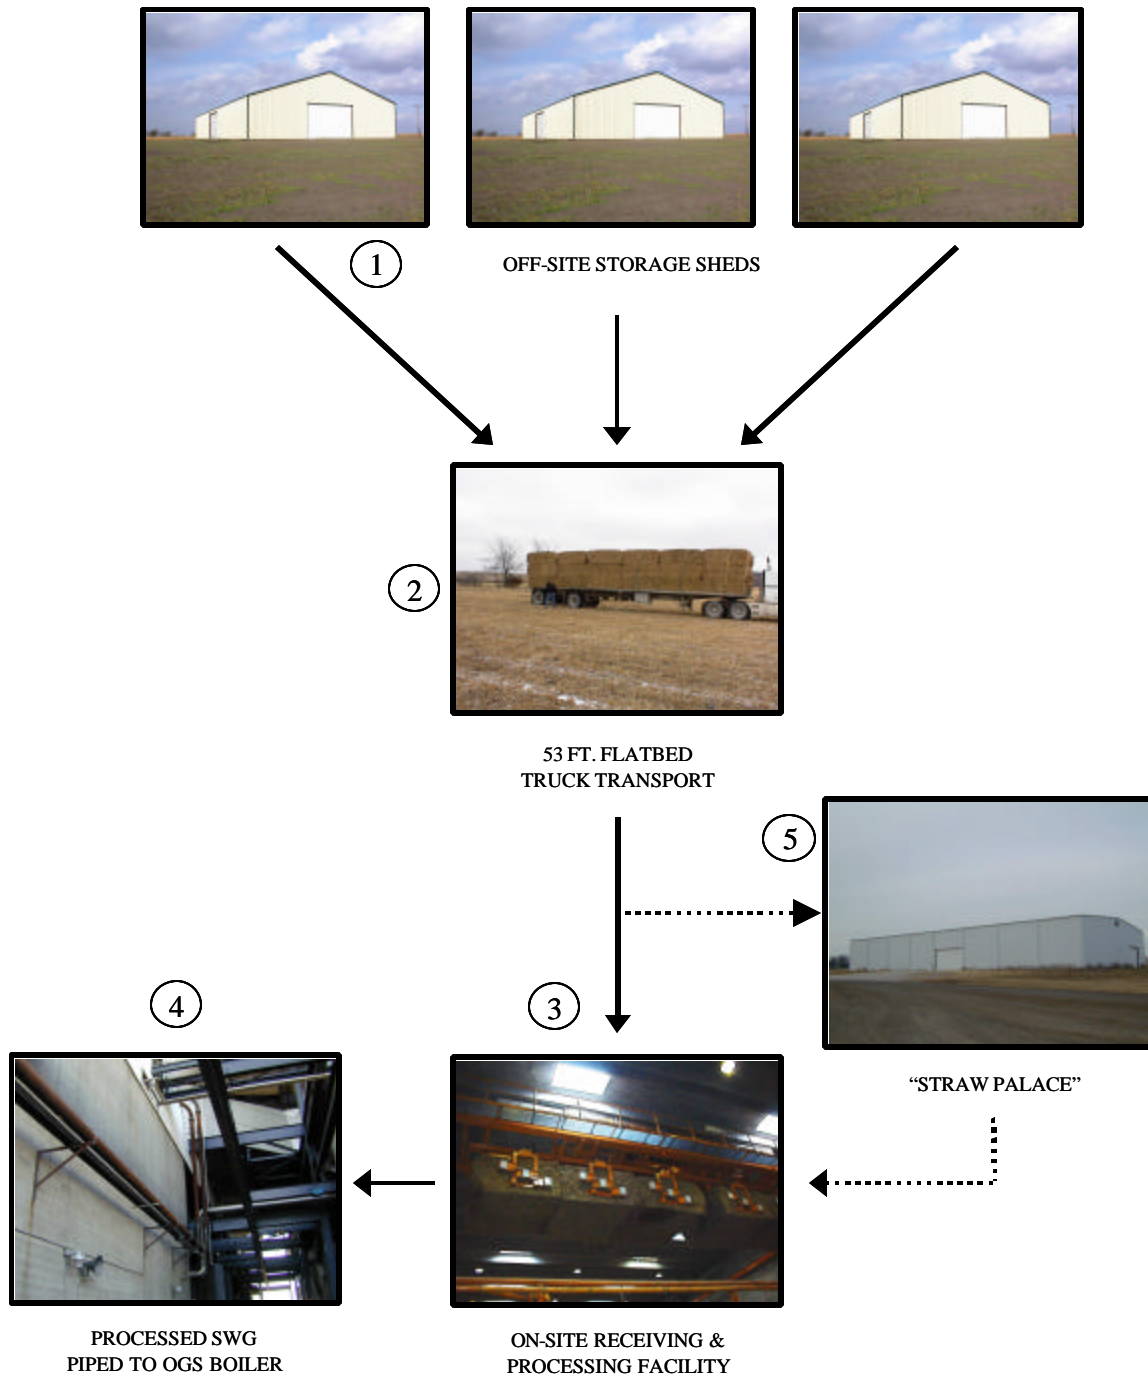 1
OFF-SITE STORAGE SHEDS
2
53 FT. FLATBED
TRUCK TRANSPORT
5
4
3
“STRAW PALACE”
PROCESSED SWG
PIPED TO OGS BOILER
ON-SITE RECEIVING &
PROCESSING FACILITY